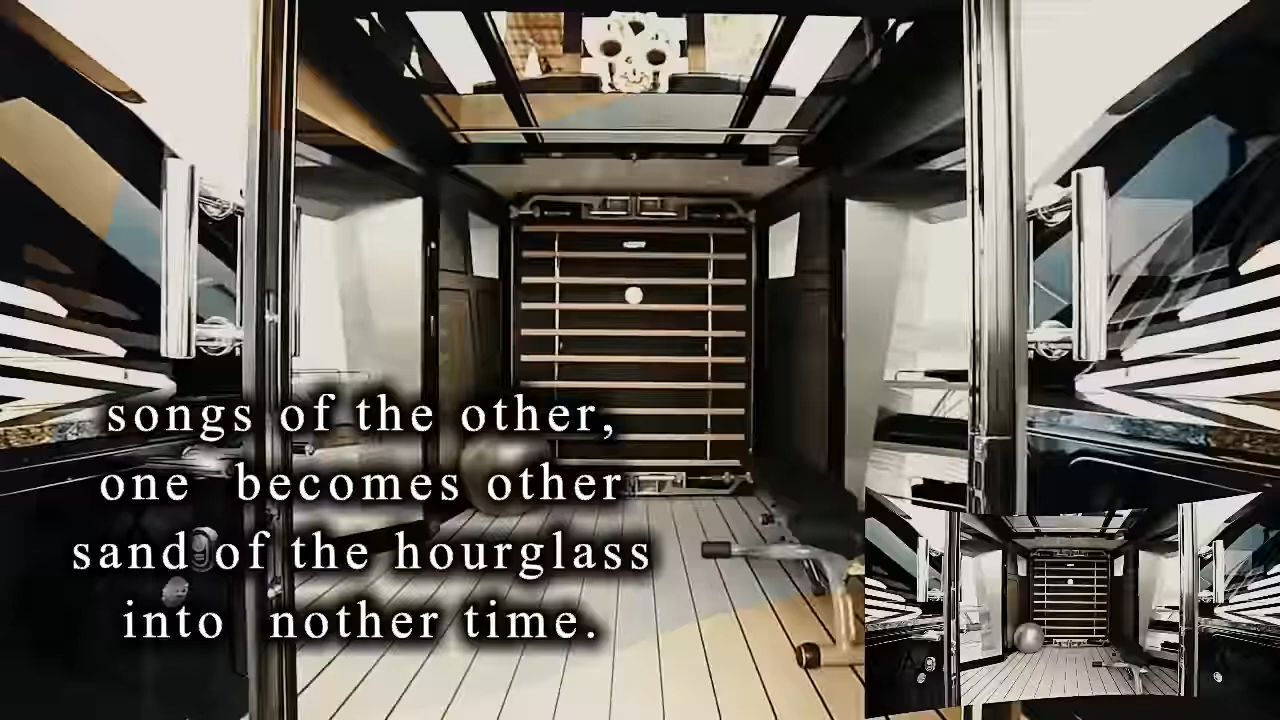 songs of the other,
one becomes other
sand of the hourglass
into nother time.